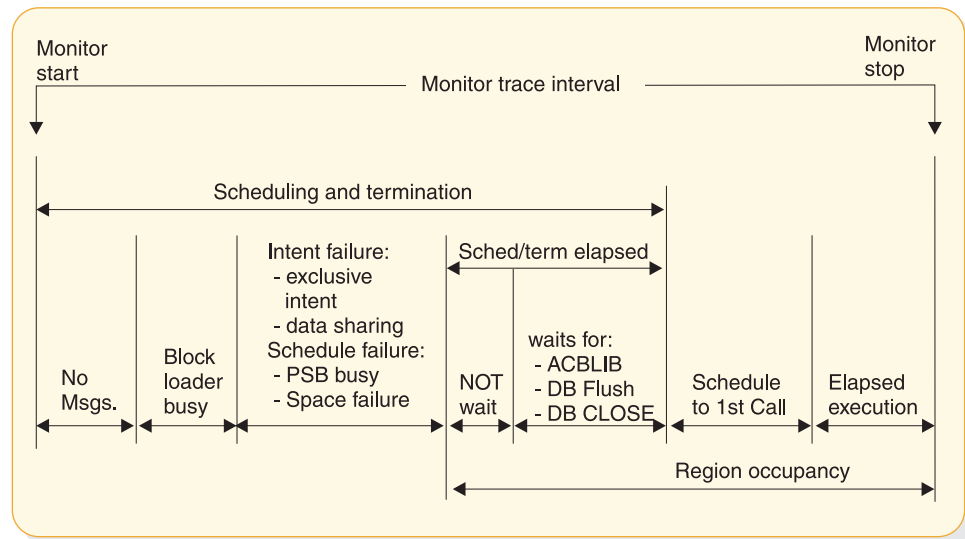 Monitor
start
Monitor
stop
Monitor trace interval
Scheduling and termination
No
Msgs.
Block
loader
busy
Intent failure:
- exclusive
intent
- data sharing
Schedule failure:
- PSB busy
- Space failure
Sched/term elapsed
NOT
wait
waits for:
- ACBLIB
- DB Flush
- DB CLOSE
Schedule
to 1st Call
Elapsed
execution
Region occupancy